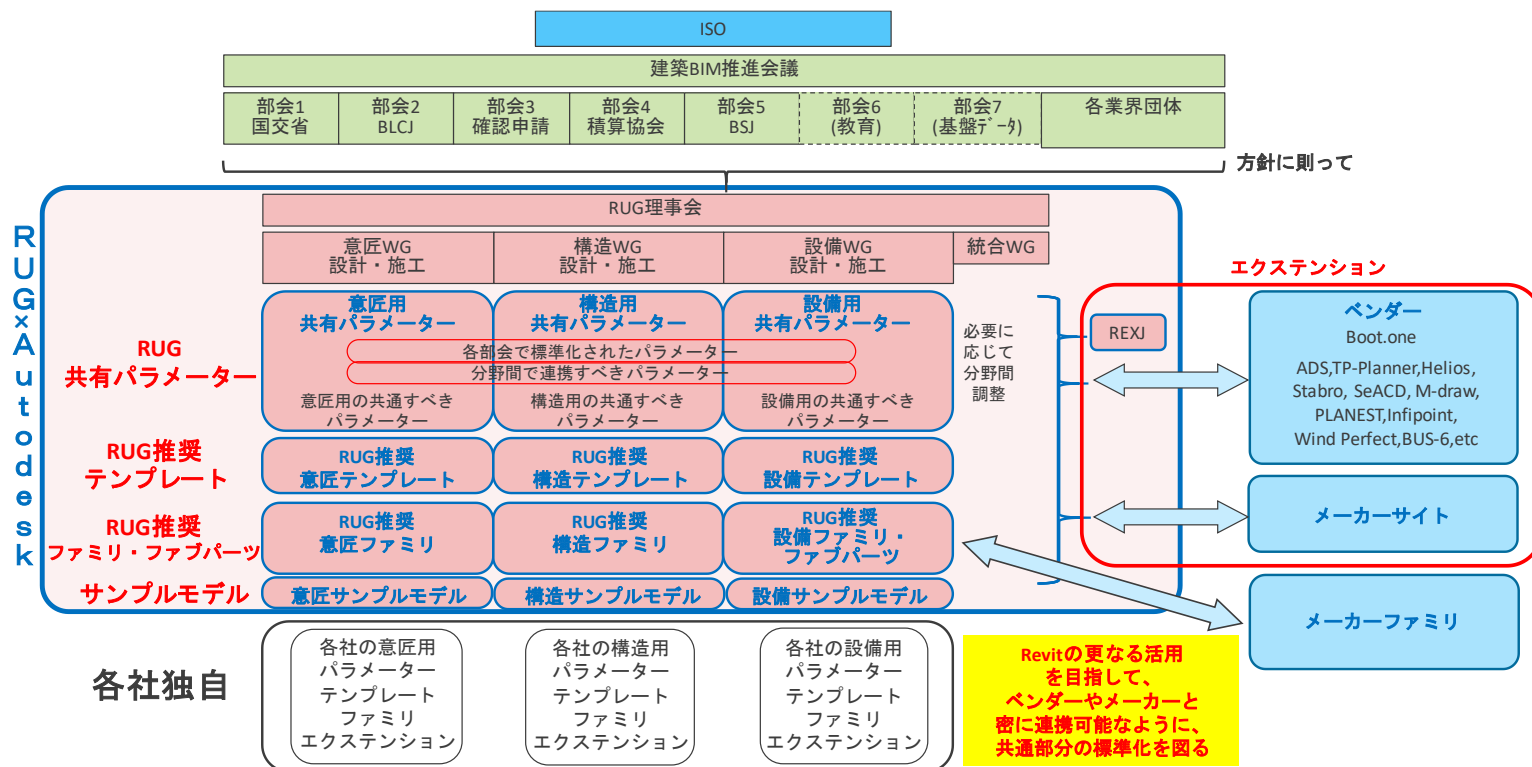 ISO
建築BIM推進会議
部会1
国交省
部会2
BLCJ
部会3
確認申請
部会4
積算協会
部会5
BSJ
部会6
(教育)
部会7
(基盤ﾃﾞｰﾀ)
各業界団体
方針に則って
RUG×Autodesk
RUG理事会
意匠WG
設計・施工
構造WG
設計・施工
設備WG
設計・施工
統合WG
RUG
共有パラメーター
意匠用
共有パラメーター
構造用
共有パラメーター
設備用
共有パラメーター
各部会で標準化されたパラメーター
分野間で連携すべきパラメーター
意匠用の共通すべき
パラメーター
構造用の共通すべき
パラメーター
設備用の共通すべき
パラメーター
必要に
応じて
分野間
調整
REXJ
エクステンション
ベンダー
Boot.one
ADS,TP-Planner,Helios,
Stabro, SeACD, M-draw,
PLANEST,Infipoint,
Wind Perfect,BUS-6,etc
RUG推奨
テンプレート
RUG推奨
意匠テンプレート
RUG推奨
構造テンプレート
RUG推奨
設備テンプレート
RUG推奨
ファミリ・ファブパーツ
RUG推奨
意匠ファミリ
RUG推奨
構造ファミリ
RUG推奨
設備ファミリ・
ファブパーツ
メーカーサイト
サンプルモデル
意匠サンプルモデル
構造サンプルモデル
設備サンプルモデル
メーカーファミリ
各社独自
各社の意匠用
パラメーター
テンプレート
ファミリ
エクステンション
各社の構造用
パラメーター
テンプレート
ファミリ
エクステンション
各社の設備用
パラメーター
テンプレート
ファミリ
エクステンション
Revitの更なる活用
を目指して、
ベンダーやメーカーと
密に連携可能なように、
共通部分の標準化を図る